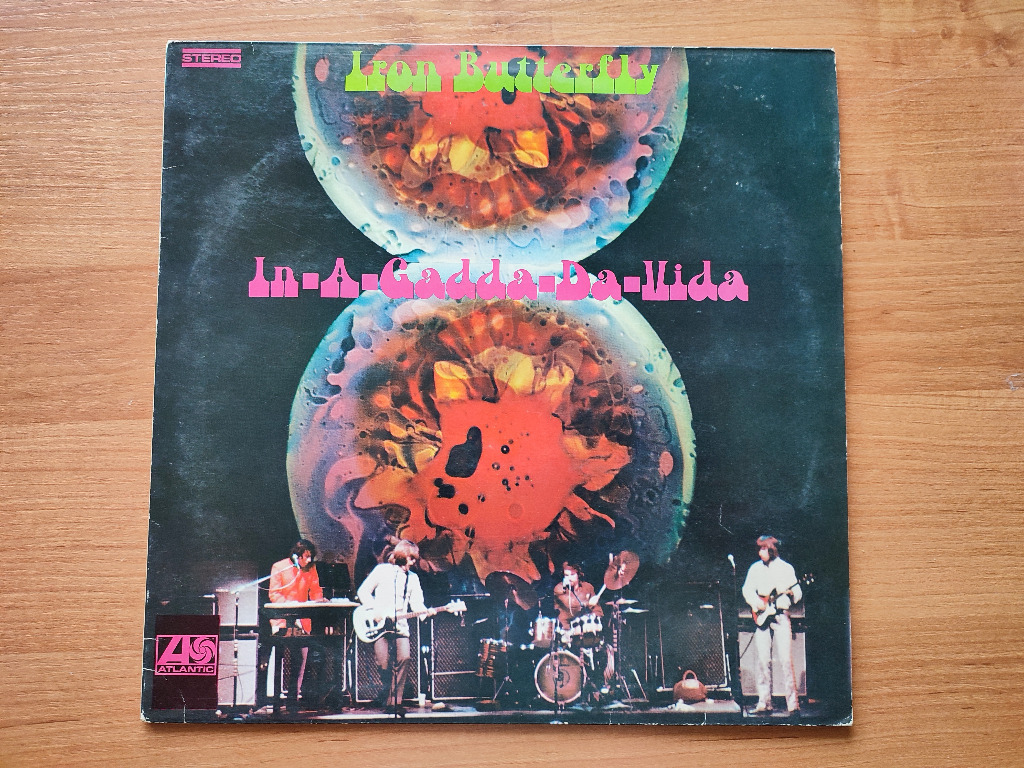 STEREO
Iron Butterfly
In-A-Gadda-Da-Vida
ATLANTIC